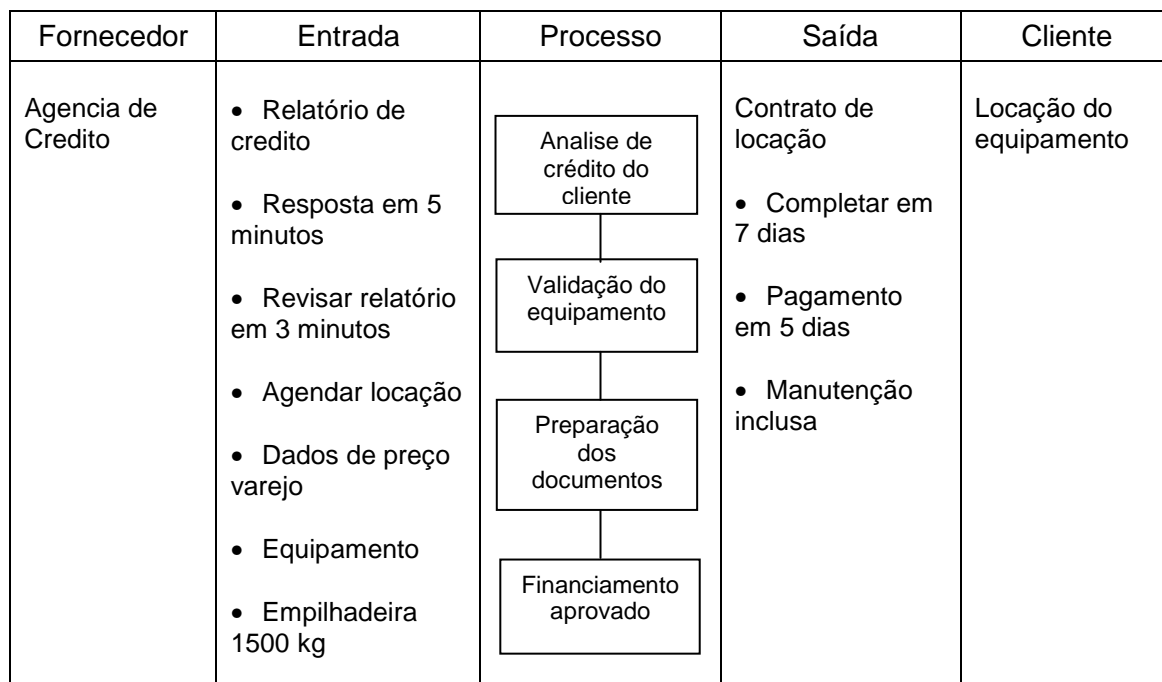 Fornecedor
Entrada
Processo
Saída
Cliente
Agencia de
Credito
• Relatório de
credito
• Resposta em 5
minutos
• Revisar relatório
em 3 minutos
• Agendar locação
• Dados de preço
varejo
• Equipamento
• Empilhadeira
1500 kg
Analise de
crédito do
cliente
Validação do
equipamento
Preparação
dos
documentos
Financiamento
aprovado
Contrato de
locação
• Completar em
7 dias
• Pagamento
em 5 dias
• Manutenção
inclusa
Locação do
equipamento